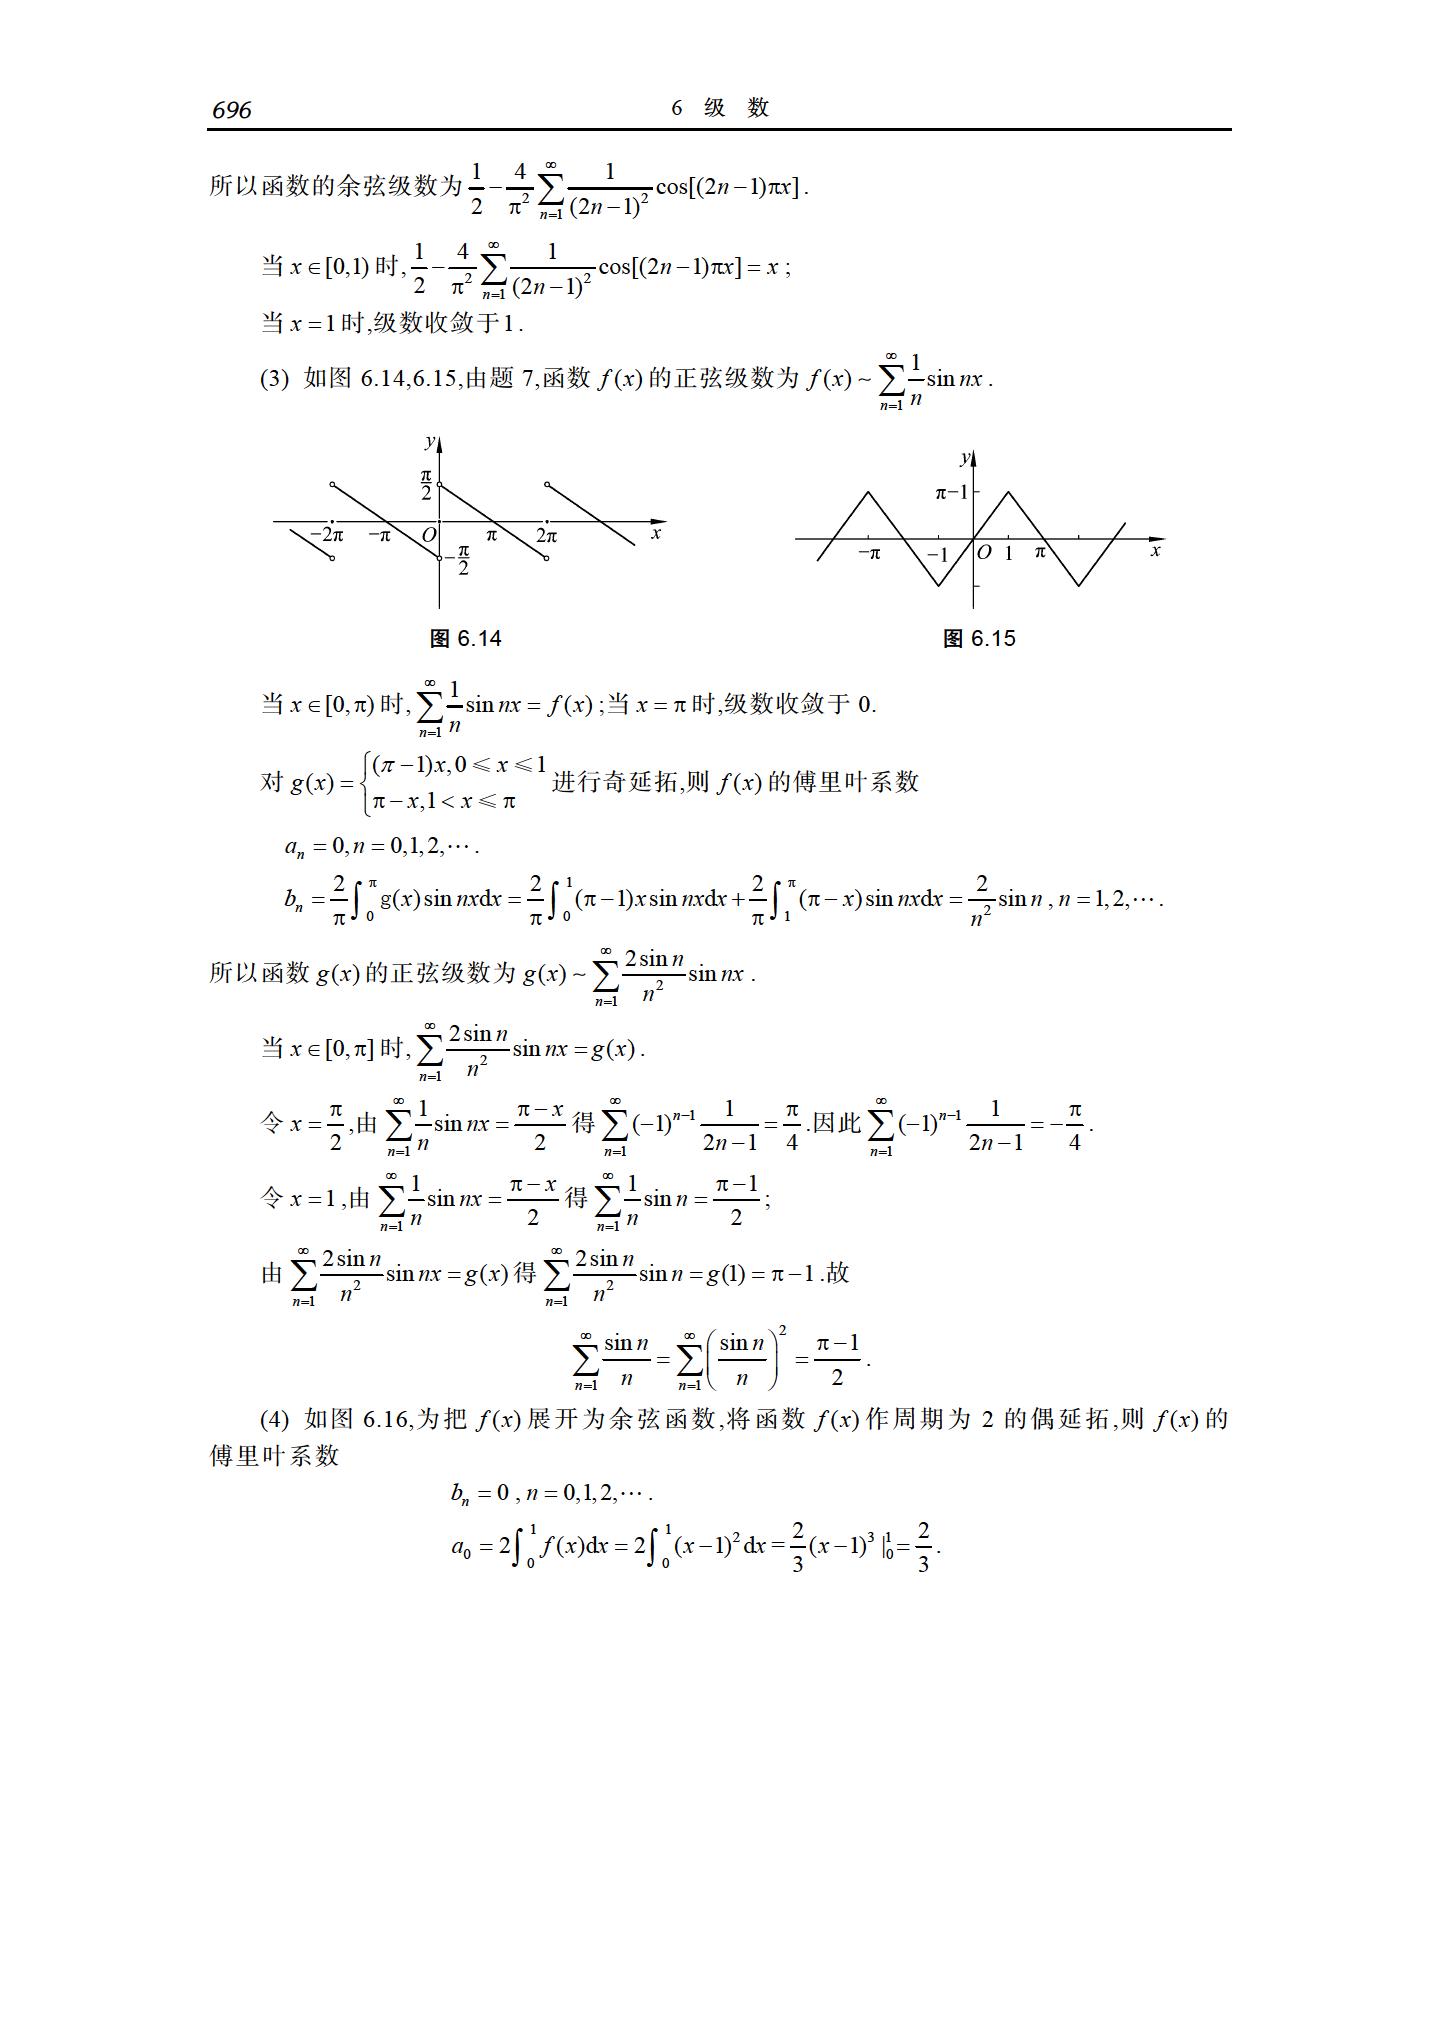 696
6 级 数
所以函数的余弦级数为 $\frac{1}{2}-\frac{4}{\pi^2}\sum_{n=1}^{\infty}\frac{1}{(2n-1)^2}\cos[(2n-1)\pi x]$.
当 $x\in[0,1)$ 时, $\frac{1}{2}-\frac{4}{\pi^2}\sum_{n=1}^{\infty}\frac{1}{(2n-1)^2}\cos[(2n-1)\pi x]=x$ ;
当 $x=1$ 时,级数收敛于 1.
(3) 如图 6.14,6.15,由题 7,函数 $f(x)$ 的正弦级数为 $f(x)\sim\sum_{n=1}^{\infty}\frac{1}{n}\sin nx$ .
y
$\frac{\pi}{2}$
−2π −π O π 2π x
$-\frac{\pi}{2}$
图 6.14
y
π−1
−π −1 O 1 π x
图 6.15
当 $x\in[0,\pi)$ 时, $\sum_{n=1}^{\infty}\frac{1}{n}\sin nx=f(x)$ ;当 $x=\pi$ 时,级数收敛于 0.
对 $g(x)=\begin{cases}(\pi-1)x,0\leqslant x\leqslant 1\\ \pi-x,1<x\leqslant\pi\end{cases}$ 进行奇延拓,则 $f(x)$ 的傅里叶系数
$a_n=0,n=0,1,2,\cdots$.
$b_n=\frac{2}{\pi}\int_0^{\pi}g(x)\sin nx\mathrm{d}x=\frac{2}{\pi}\int_0^1(\pi-1)x\sin nx\mathrm{d}x+\frac{2}{\pi}\int_1^{\pi}(\pi-x)\sin nx\mathrm{d}x=\frac{2}{n^2}\sin n$ , $n=1,2,\cdots$.
所以函数 $g(x)$ 的正弦级数为 $g(x)\sim\sum_{n=1}^{\infty}\frac{2\sin n}{n^2}\sin nx$ .
当 $x\in[0,\pi]$ 时, $\sum_{n=1}^{\infty}\frac{2\sin n}{n^2}\sin nx=g(x)$.
令 $x=\frac{\pi}{2}$ ,由 $\sum_{n=1}^{\infty}\frac{1}{n}\sin nx=\frac{\pi-x}{2}$ 得 $\sum_{n=1}^{\infty}(-1)^{n-1}\frac{1}{2n-1}=\frac{\pi}{4}$ .因此 $\sum_{n=1}^{\infty}(-1)^{n-1}\frac{1}{2n-1}=-\frac{\pi}{4}$ .
令 $x=1$ ,由 $\sum_{n=1}^{\infty}\frac{1}{n}\sin nx=\frac{\pi-x}{2}$ 得 $\sum_{n=1}^{\infty}\frac{1}{n}\sin n=\frac{\pi-1}{2}$ ;
由 $\sum_{n=1}^{\infty}\frac{2\sin n}{n^2}\sin nx=g(x)$ 得 $\sum_{n=1}^{\infty}\frac{2\sin n}{n^2}\sin n=g(1)=\pi-1$ .故
$\sum_{n=1}^{\infty}\frac{\sin n}{n}=\sum_{n=1}^{\infty}\left(\frac{\sin n}{n}\right)^2=\frac{\pi-1}{2}$ .
(4) 如图 6.16,为把 $f(x)$ 展开为余弦函数,将函数 $f(x)$ 作周期为 2 的偶延拓,则 $f(x)$ 的
傅里叶系数
$b_n=0$ , $n=0,1,2,\cdots$.
$a_0=2\int_0^1 f(x)\mathrm{d}x=2\int_0^1(x-1)^2\mathrm{d}x=\frac{2}{3}(x-1)^3|_0^1=\frac{2}{3}$.